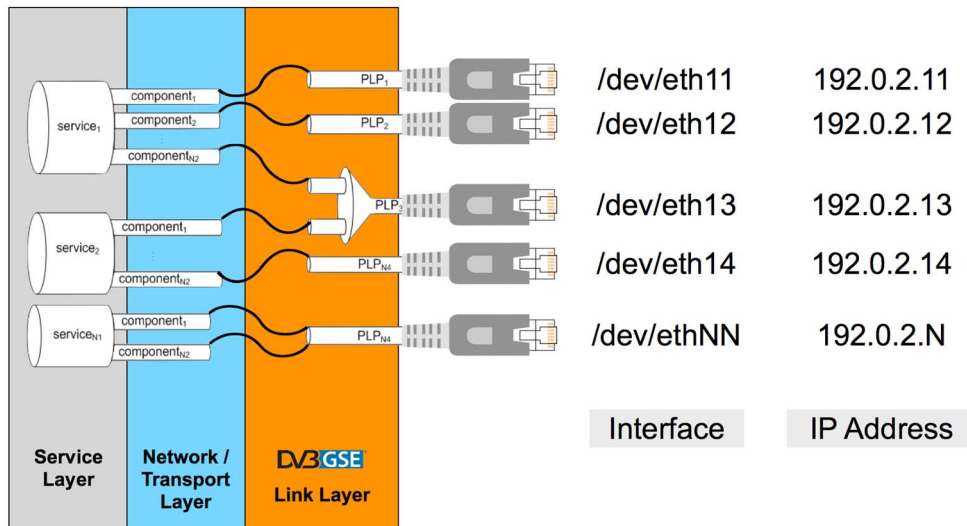 component₁
PLP₁
/dev/eth11
192.0.2.11
service₁
component₂
PLP₂
/dev/eth12
192.0.2.12
componentN2
PLP3
/dev/eth13
192.0.2.13
component₁
service₂
componentN2
PLPN4
/dev/eth14
192.0.2.14
component₁
serviceN1
PLPN4
/dev/ethNN
192.0.2.N
componentN2
Interface
IP Address
Service
Layer
Network /
Transport
Layer
DVB GSE
Link Layer